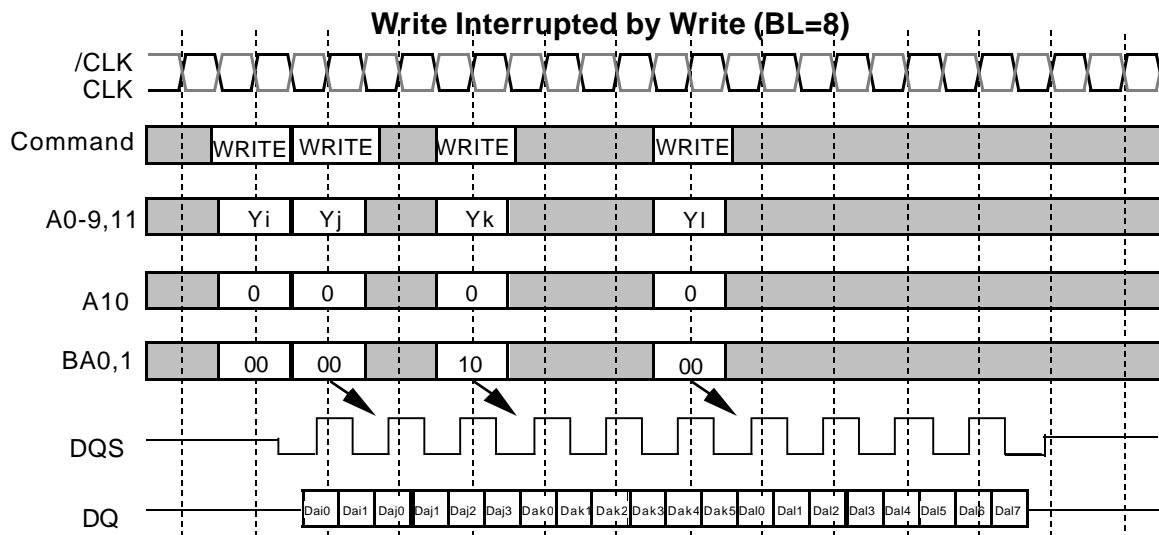 Write Interrupted by Write (BL=8)
/CLK
CLK
Command WRITE WRITE WRITE WRITE
A0-9,11 Yi Yj Yk Yl
A10 0 0 0 0
BA0,1 00 00 10 00
DQS
DQ Dai0 Dai1 Daj0 Daj1 Daj2 Daj3 Dak0 Dak1 Dak2 Dak3 Dak4 Dak5 Dal0 Dal1 Dal2 Dal3 Dal4 Dal5 Dal6 Dal7